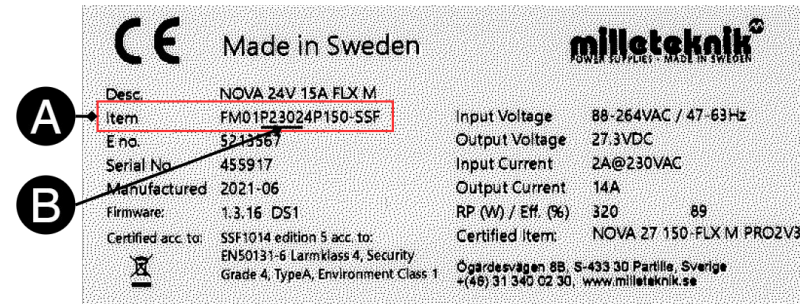 CE Made in Sweden
milleteknik
POWER SUPPLIES - MADE IN SWEDEN
Desc. NOVA 24V 15A FLX M
A Item FM01P23024P150-SSF
Input Voltage 88-264VAC / 47-63Hz
E no. 5213567
Output Voltage 27.3VDC
Serial No. 455917
Input Current 2A@230VAC
B Manufactured 2021-06
Output Current 14A
Firmware: 1.3.16 DS1
RP (W) / Eff. (%) 320 89
Certified acc. to: SSF1014 edition 5 acc. to:
Certified Item: NOVA 27 150-FLX M PRO2V3
EN50131-6 Larmklass 4, Security
Grade 4, TypeA, Environment Class 1
Ögärdesvägen 8B, S-433 30 Partille, Sverige
+(46) 31 340 02 30, www.milleteknik.se